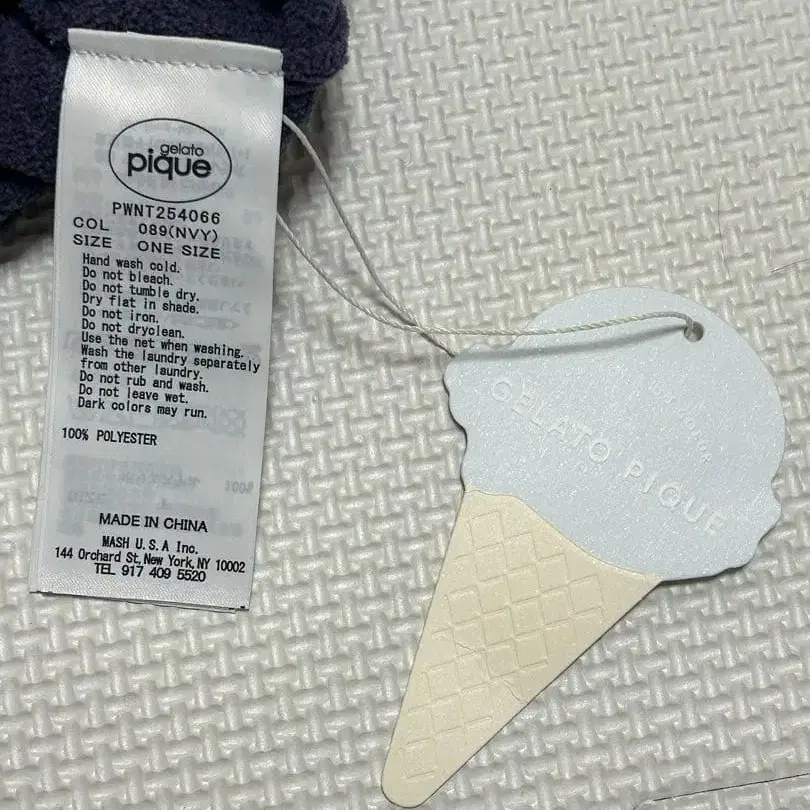 gelato
pique
PWNT254066
COL 089(NVY)
SIZE ONE SIZE
Hand wash cold.
Do not bleach.
Do not tumble dry.
Dry flat in shade.
Do not iron.
Do not dryolean.
Use the net when washing.
Wash the laundry separately
from other laundry.
Do not rub and wash.
Do not leave wet.
Dark colors may run.
100% POLYESTER
MADE IN CHINA
MASH U.S.A Inc.
144 Orchard St, New York, NY 10002
TEL 917 409 5520
GELATO PIQUE